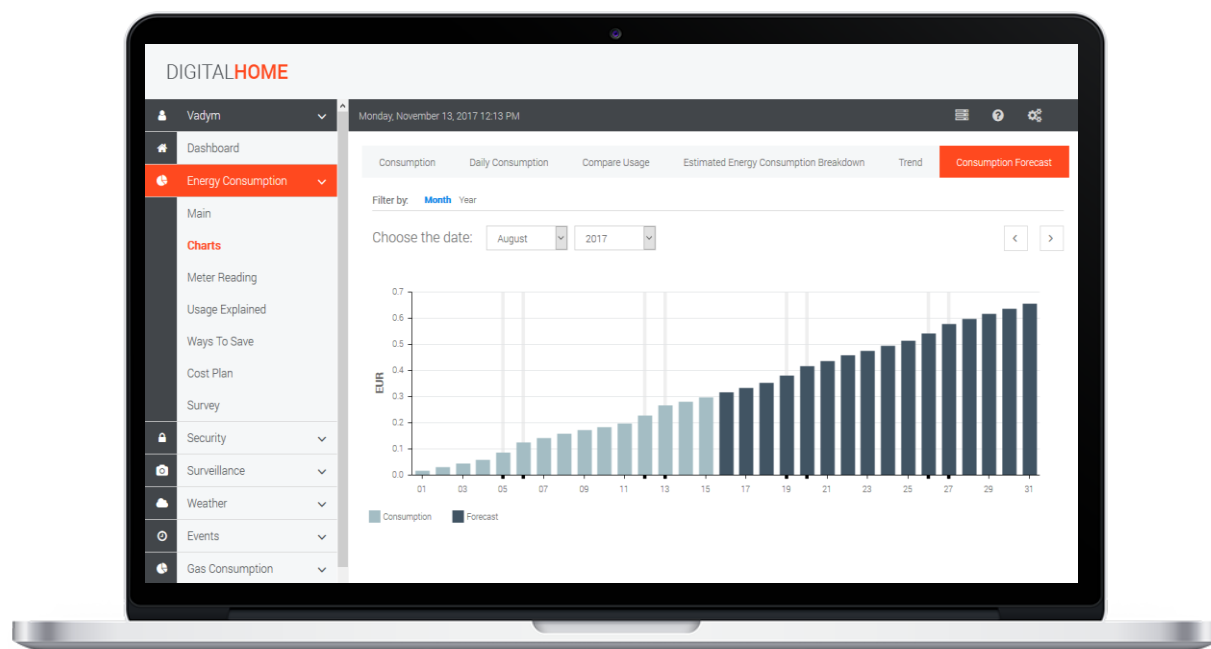 DIGITALHOME
Vadym
Monday, November 13, 2017 12:13 PM
Dashboard
Energy Consumption
Main
Charts
Meter Reading
Usage Explained
Ways To Save
Cost Plan
Survey
Security
Surveillance
Weather
Events
Gas Consumption
Consumption Daily Consumption Compare Usage Estimated Energy Consumption Breakdown Trend Consumption Forecast
Filter by: Month Year
Choose the date: August 2017
EUR
0.7
0.6
0.5
0.4
0.3
0.2
0.1
0.0
01 03 05 07 09 11 13 15 17 19 21 23 25 27 29 31
Consumption Forecast